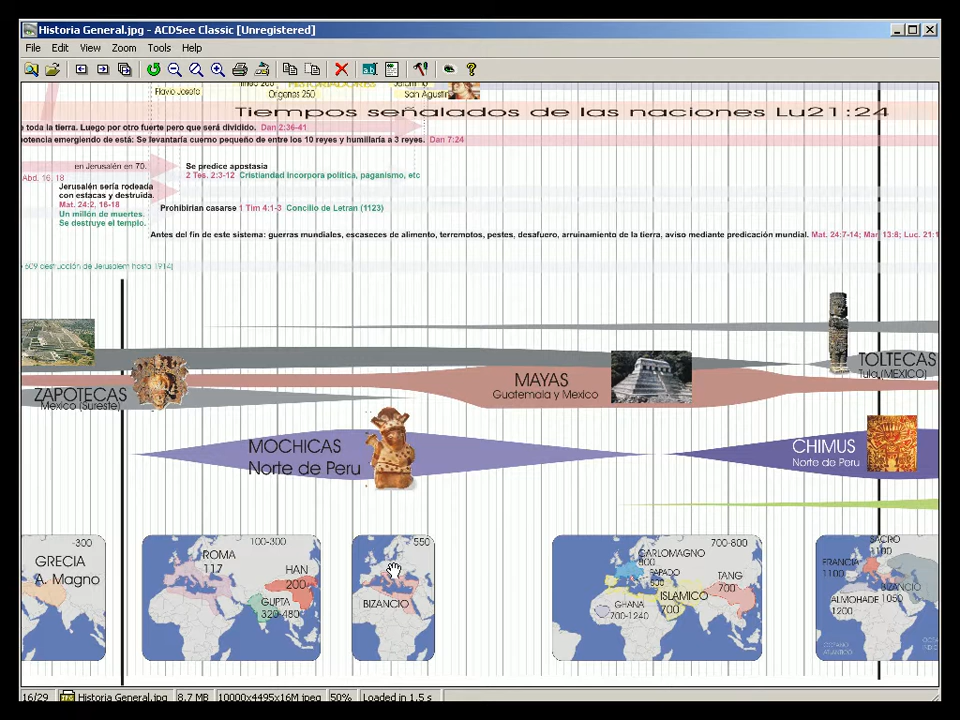 Historia General.jpg - ACDSee Classic [Unregistered]
File Edit View Zoom Tools Help
Flavio Josefo
Orígenes 250
HISTORIADORES
San Agustín
Tiempos señalados de las naciones Lu21:24
toda la tierra. Luego por otro fuerte pero que será dividido. Dan 2:36-41
potencia emergiendo de está: Se levantaría cuerno pequeño de entre los 10 reyes y humillaría a 3 reyes. Dan 7:24
en Jerusalén en 70.
Abd. 16, 18
Se predice apostasía
2 Tes. 2:3-12 Cristiandad incorpora política, paganismo, etc
Jerusalém sería rodeada
con estacas y destruida.
Mat. 24:2, 16-18
Un millón de muertes.
Se destruye el templo.
Prohibirian casarse 1 Tim 4:1-3 Concilio de Letran (1123)
Antes del fin de este sistema: guerras mundiales, escaseces de alimento, terremotos, pestes, desafuero, arruinamiento de la tierra, aviso mediante predicación mundial. Mat. 24:7-14; Mar 13:8; Luc. 21:1
609 destrucción de Jerusalem hasta 1914)
ZAPOTECAS
Mexico (Sureste)
MAYAS
Guatemala y Mexico
TOLTECAS
Tula,(MEXICO)
MOCHICAS
Norte de Peru
CHIMUS
Norte de Peru
-300
GRECIA
A. Magno
100-300
ROMA
117
HAN
200
GUPTA
320-480
550
BIZANCIO
700-800
CARLOMAGNO
800
PAPADO
500
TANG
700
ISLAMICO
700
GHANA
700-1240
SACRO
1100
FRANCIA
1100
BIZANCIO
1050
ALMOHADE
1200
OCEANO
ATLANTICO
16/29 Historia General.jpg 8.7 MB 10000x4495x16M jpeg 50% Loaded in 1.5 s